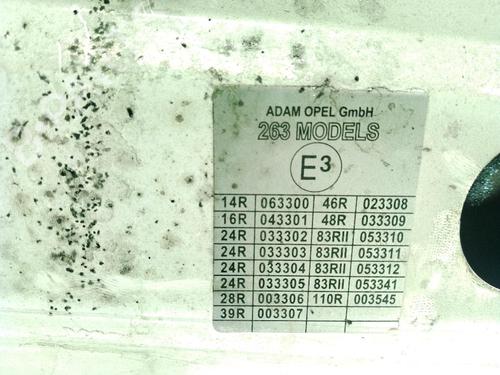 ADAM OPEL GmbH
263 MODELS
E3
14R 063300 46R 023308
16R 043301 48R 033309
24R 033302 83RII 053310
24R 033303 83RII 053311
24R 033304 83RII 053312
24R 033305 83RII 053341
28R 003306 110R 003545
39R 003307